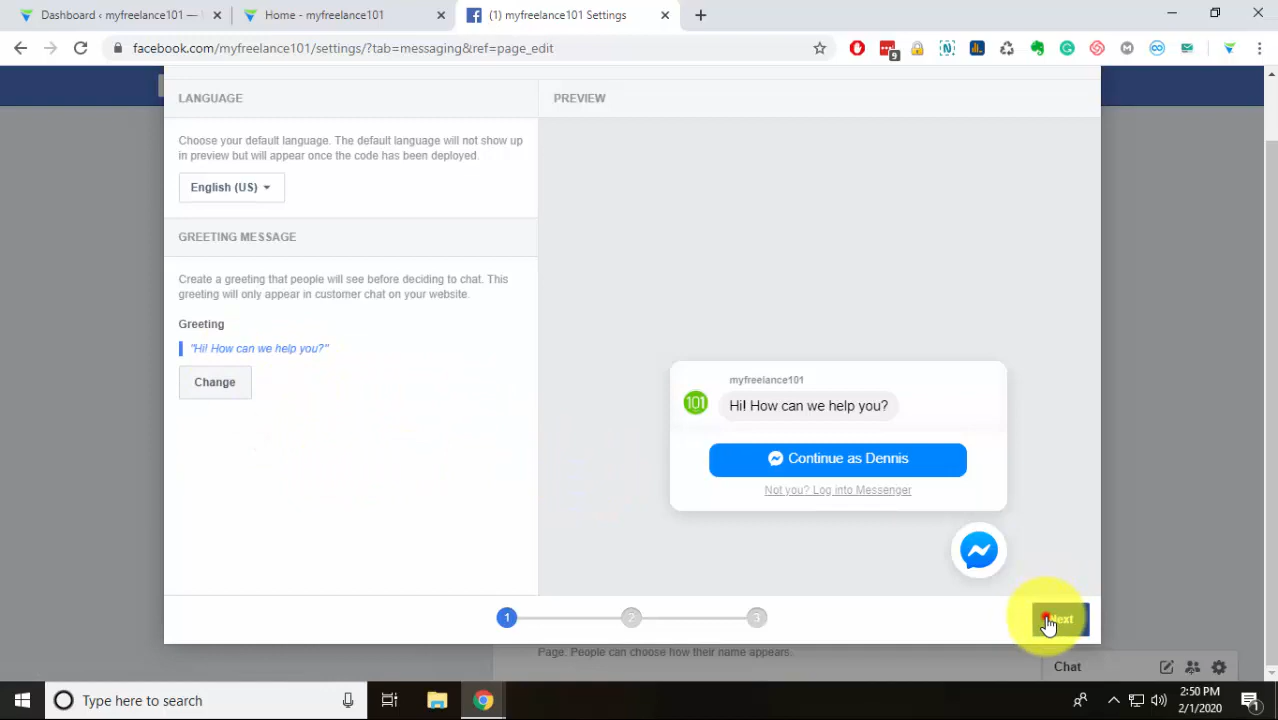 Dashboard ‹ myfreelance101 —
Home - myfreelance101
(1) myfreelance101 Settings
facebook.com/myfreelance101/settings/?tab=messaging&ref=page_edit
9
LANGUAGE
PREVIEW
Choose your default language. The default language will not show up
in preview but will appear once the code has been deployed.
English (US)
GREETING MESSAGE
Create a greeting that people will see before deciding to chat. This
greeting will only appear in customer chat on your website.
Greeting
"Hi! How can we help you?"
Change
myfreelance101
101
Hi! How can we help you?
Continue as Dennis
Not you? Log into Messenger
1
2
3
Next
Page. People can choose how their name appears.
Chat
Type here to search
2:50 PM
2/1/2020
1